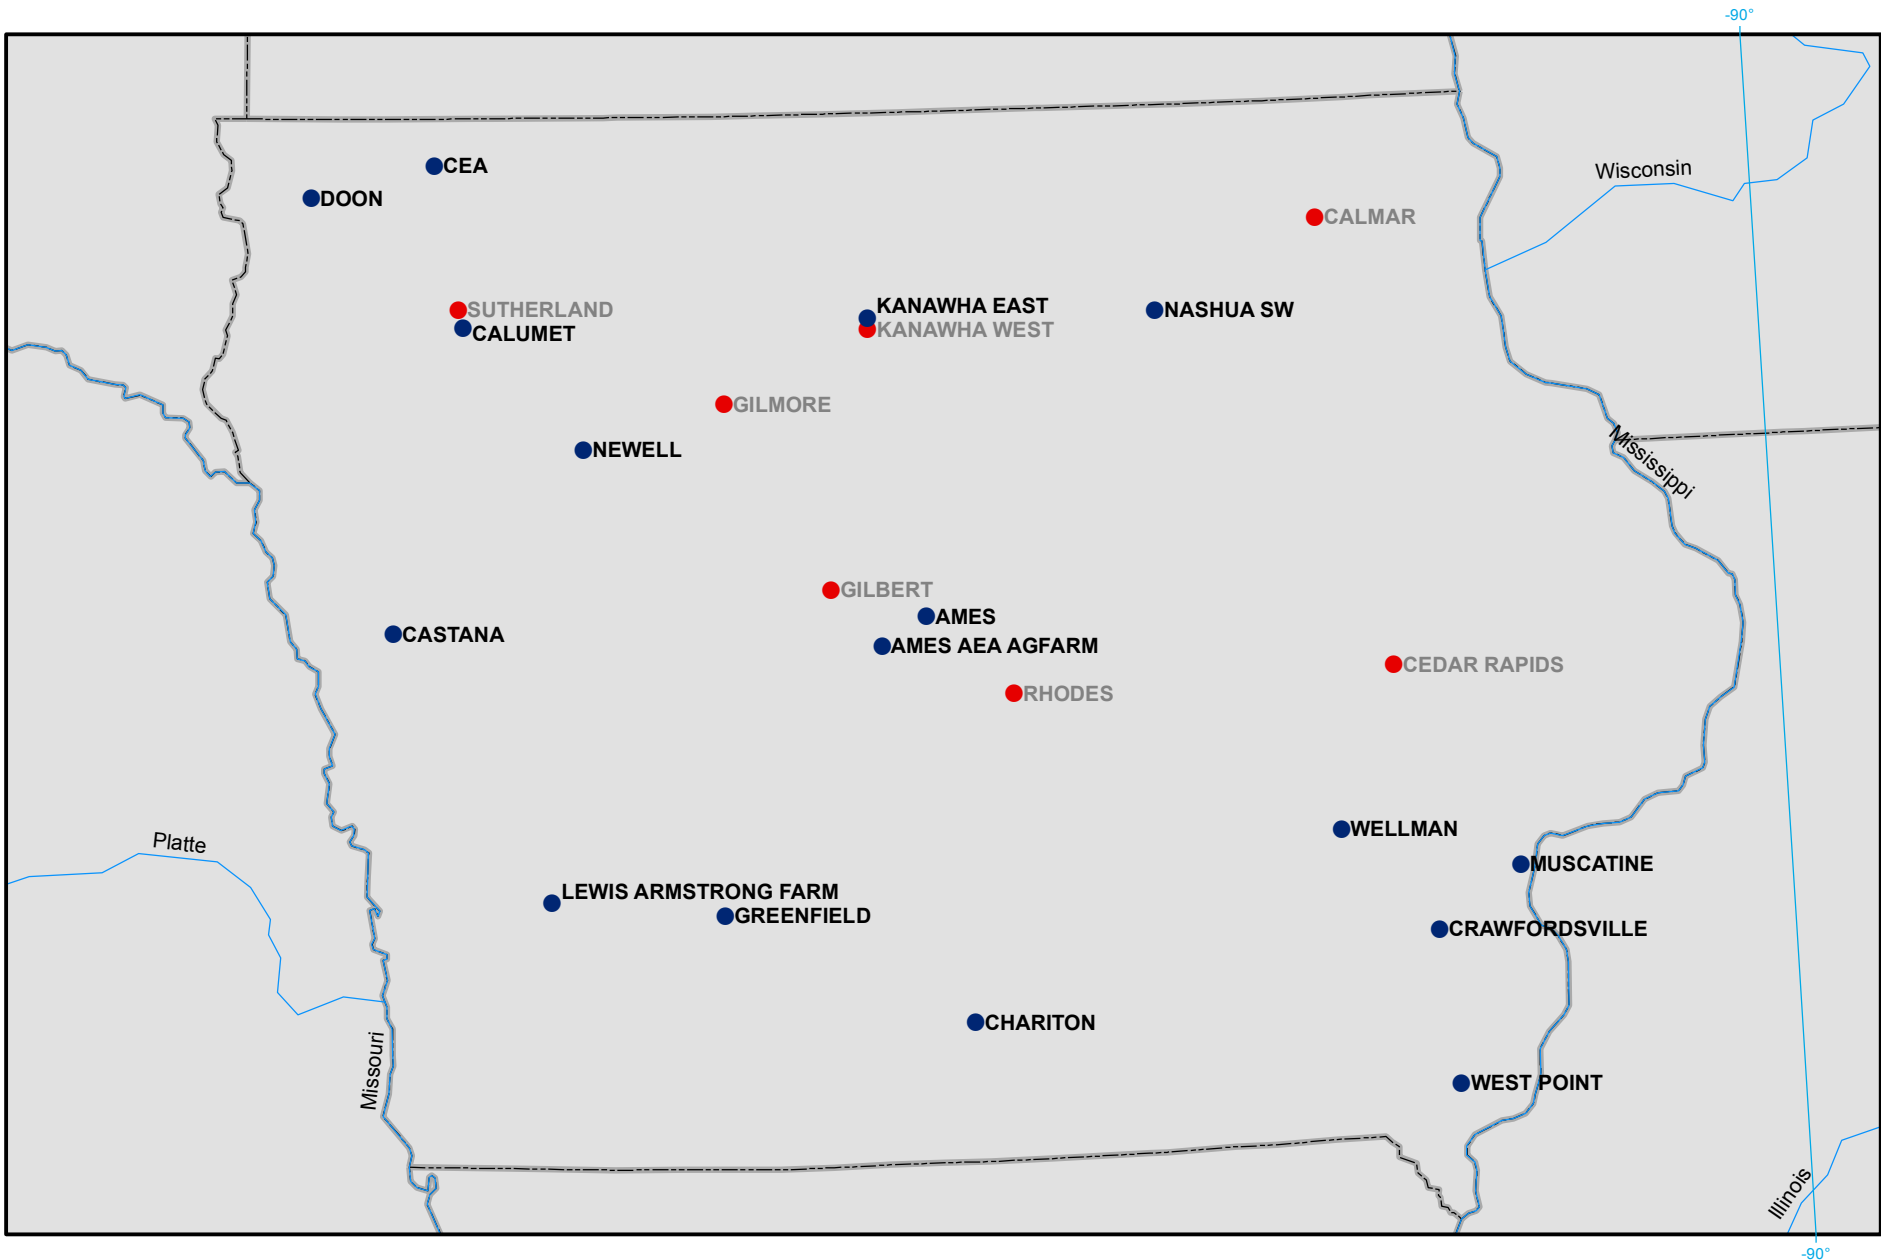 -90°
CEA
DOON
Wisconsin
CALMAR
SUTHERLAND
CALUMET
KANAWHA EAST
KANAWHA WEST
NASHUA SW
GILMORE
NEWELL
Mississippi
GILBERT
AMES
CASTANA
AMES AEA AGFARM
CEDAR RAPIDS
RHODES
Platte
WELLMAN
MUSCATINE
LEWIS ARMSTRONG FARM
GREENFIELD
CRAWFORDSVILLE
CHARITON
Missouri
WEST POINT
Illinois
-90°